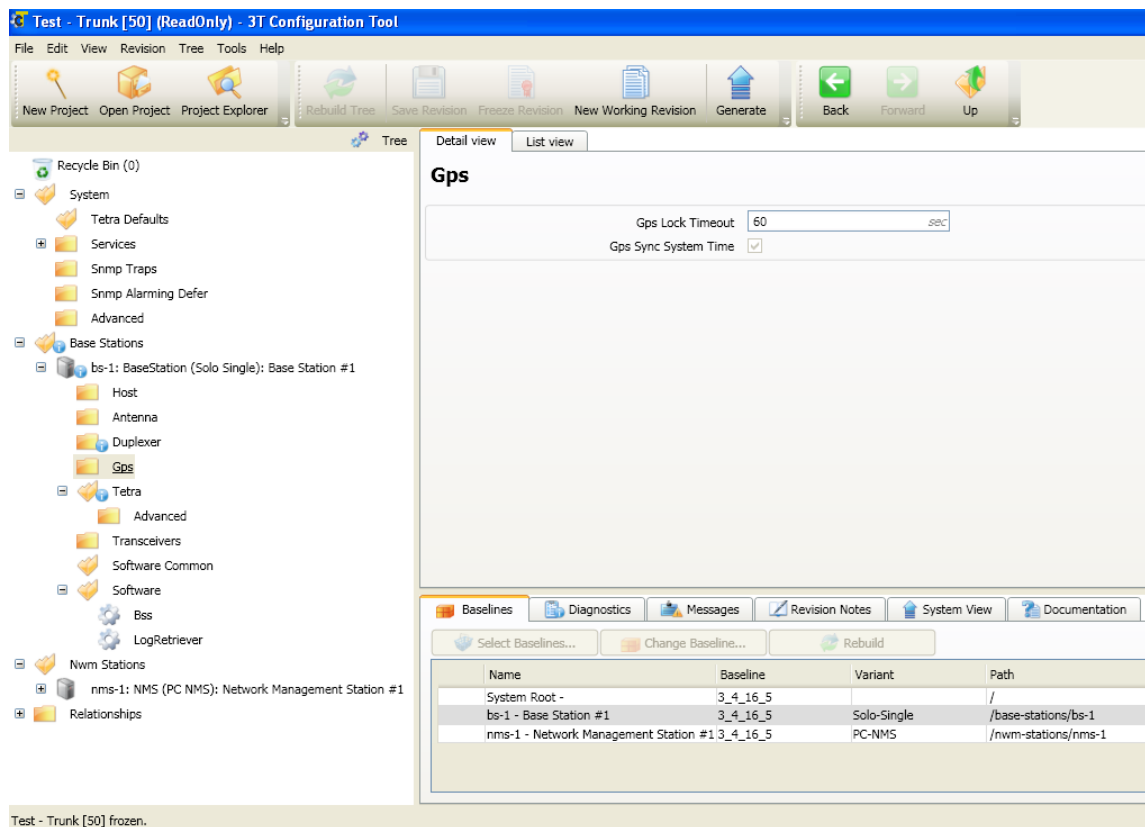 Test - Trunk [50] (ReadOnly) - 3T Configuration Tool
File Edit View Revision Tree Tools Help
New Project Open Project Project Explorer Rebuild Tree Save Revision Freeze Revision New Working Revision Generate Back Forward Up
Tree
Recycle Bin (0)
System
Tetra Defaults
Services
Snmp Traps
Snmp Alarming Defer
Advanced
Base Stations
bs-1: BaseStation (Solo Single): Base Station #1
Host
Antenna
Duplexer
Gps
Tetra
Advanced
Transceivers
Software Common
Software
Bss
LogRetriever
Nwm Stations
nms-1: NMS (PC NMS): Network Management Station #1
Relationships
Detail view List view
Gps
Gps Lock Timeout 60 sec
Gps Sync System Time
Baselines Diagnostics Messages Revision Notes System View Documentation
Select Baselines... Change Baseline... Rebuild
Name Baseline Variant Path
System Root - 3_4_16_5 /
bs-1 - Base Station #1 3_4_16_5 Solo-Single /base-stations/bs-1
nms-1 - Network Management Station #1 3_4_16_5 PC-NMS /nwm-stations/nms-1
Test - Trunk [50] frozen.